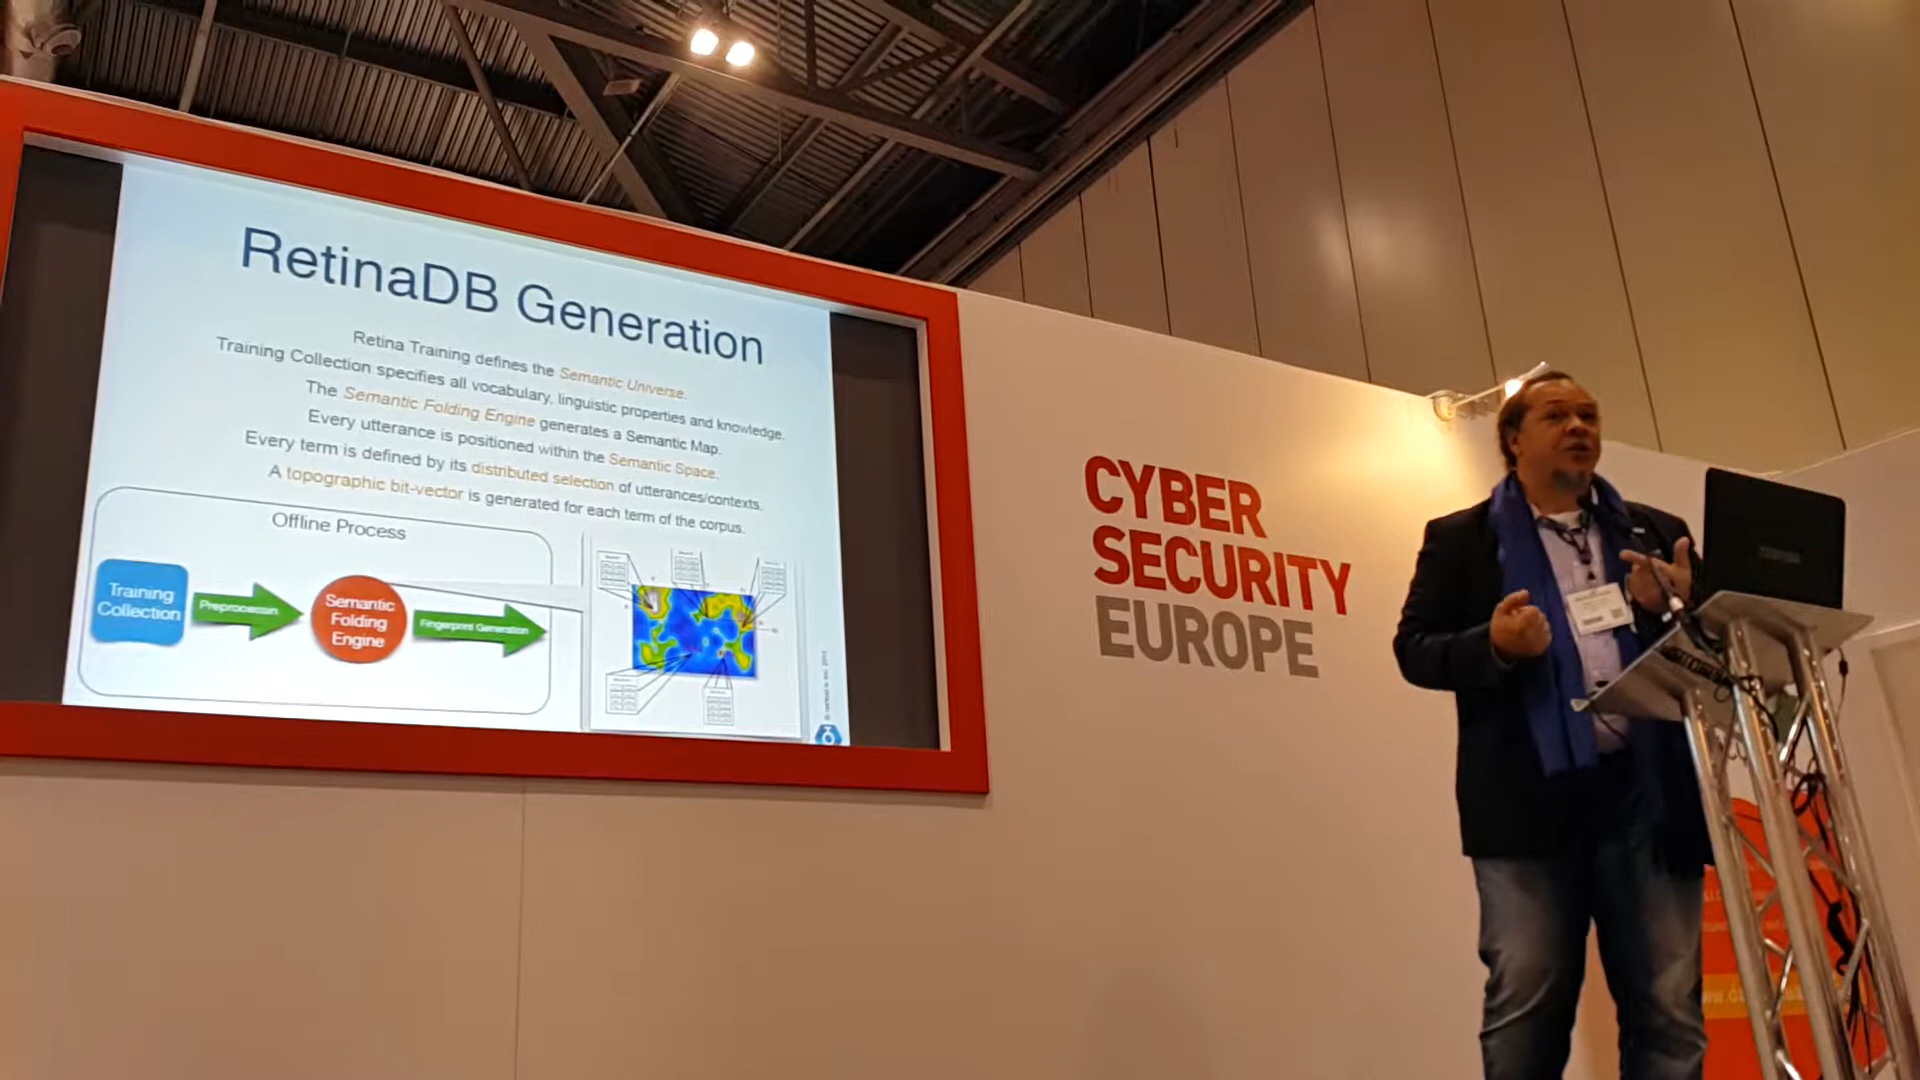 RetinaDB Generation
Retina Training defines the Semantic Universe.
Training Collection specifies all vocabulary, linguistic properties and knowledge.
The Semantic Folding Engine generates a Semantic Map.
Every utterance is positioned within the Semantic Space.
Every term is defined by its distributed selection of utterances/contexts.
A topographic bit-vector is generated for each term of the corpus.
Offline Process
Training
Collection
Preprocessin
Semantic
Folding
Engine
Fingerprint Generation
CYBER
SECURITY
EUROPE
TOSHIBA